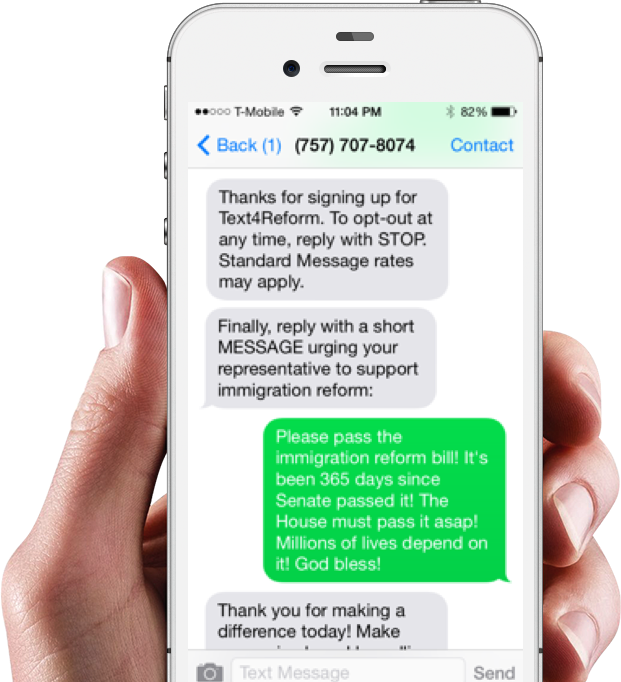 T-Mobile 11:04 PM 82%
Back (1) (757) 707-8074 Contact
Thanks for signing up for
Text4Reform. To opt-out at
any time, reply with STOP.
Standard Message rates
may apply.
Finally, reply with a short
MESSAGE urging your
representative to support
immigration reform:
Please pass the
immigration reform bill! It's
been 365 days since
Senate passed it! The
House must pass it asap!
Millions of lives depend on
it! God bless!
Thank you for making a
difference today! Make
Text Message Send